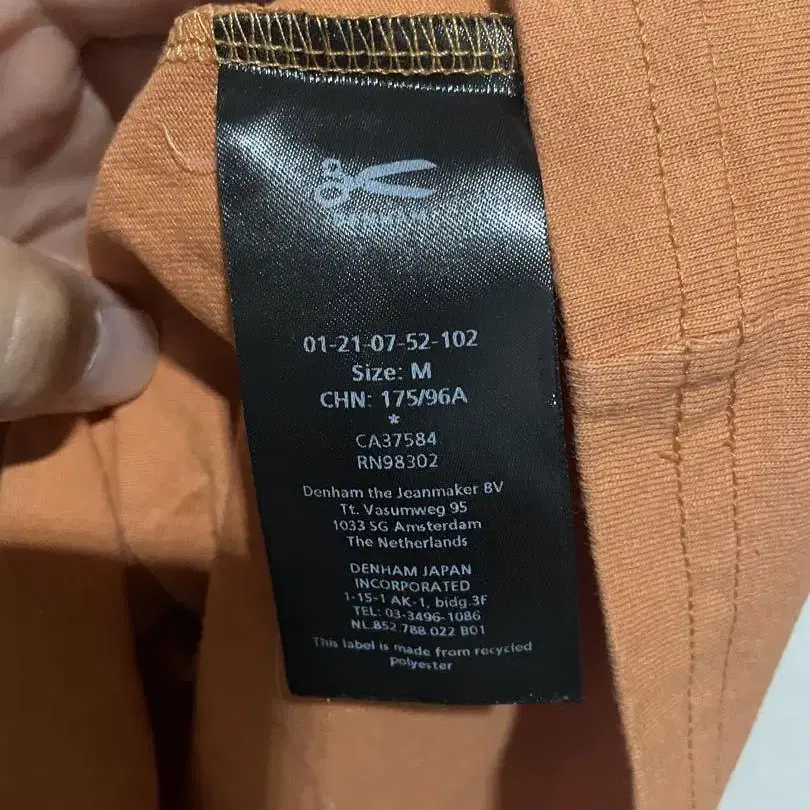 DENHAM
01-21-07-52-102
Size: M
CHN: 175/96A
*
CA37584
RN98302
Denham the Jeanmaker BV
Tt. Vasumweg 95
1033 SG Amsterdam
The Netherlands
DENHAM JAPAN
INCORPORATED
1-15-1 AK-1, bidg.3F
TEL: 03-3496-1086
NL.852.788.022 B01
This label is made from recycled
polyester